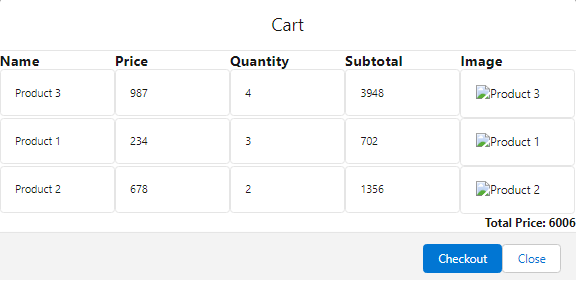 Cart
Name Price Quantity Subtotal Image
Product 3 987 4 3948 Product 3
Product 1 234 3 702 Product 1
Product 2 678 2 1356 Product 2
Total Price: 6006
Checkout Close